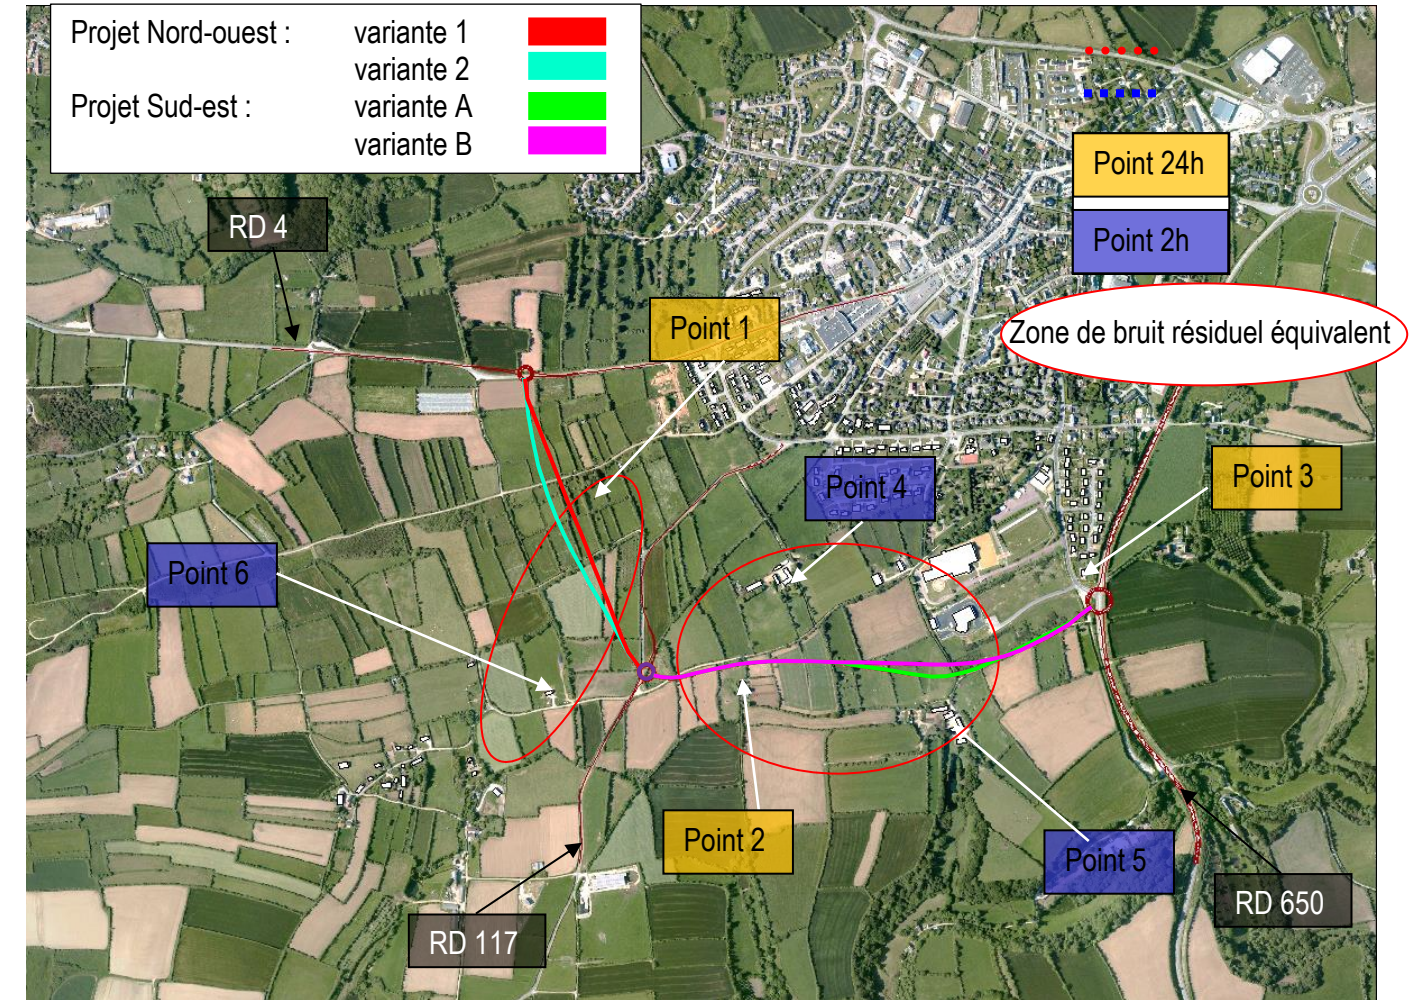 Projet Nord-ouest : variante 1
variante 2
Projet Sud-est : variante A
variante B
Point 24h
Point 2h
RD 4
Point 1
Zone de bruit résiduel équivalent
Point 3
Point 4
Point 6
Point 2
Point 5
RD 650
RD 117